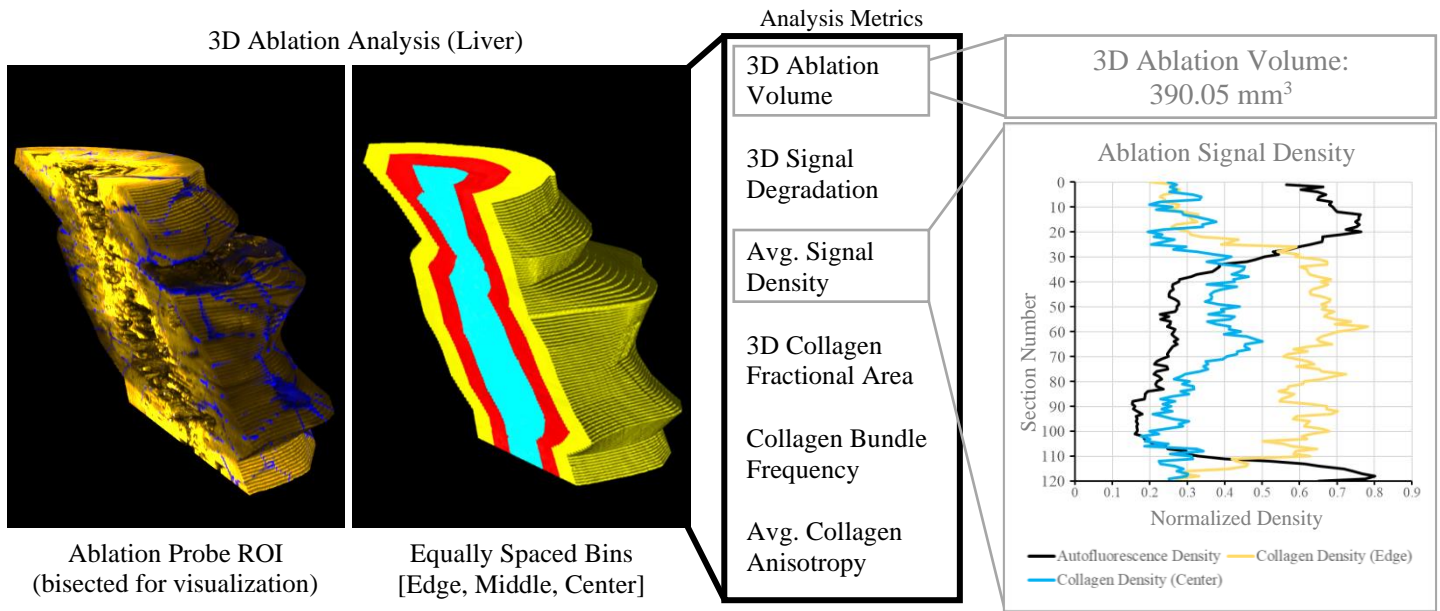 3D Ablation Analysis (Liver)
Ablation Probe ROI
(bisected for visualization)
Equally Spaced Bins
[Edge, Middle, Center]
Analysis Metrics
3D Ablation
Volume
3D Signal
Degradation
Avg. Signal
Density
3D Collagen
Fractional Area
Collagen Bundle
Frequency
Avg. Collagen
Anisotropy
3D Ablation Volume:
390.05 mm³
Ablation Signal Density
Section Number
0
10
20
30
40
50
60
70
80
90
100
110
120
0 0.1 0.2 0.3 0.4 0.5 0.6 0.7 0.8 0.9
Normalized Density
Autofluorescence Density Collagen Density (Edge)
Collagen Density (Center)